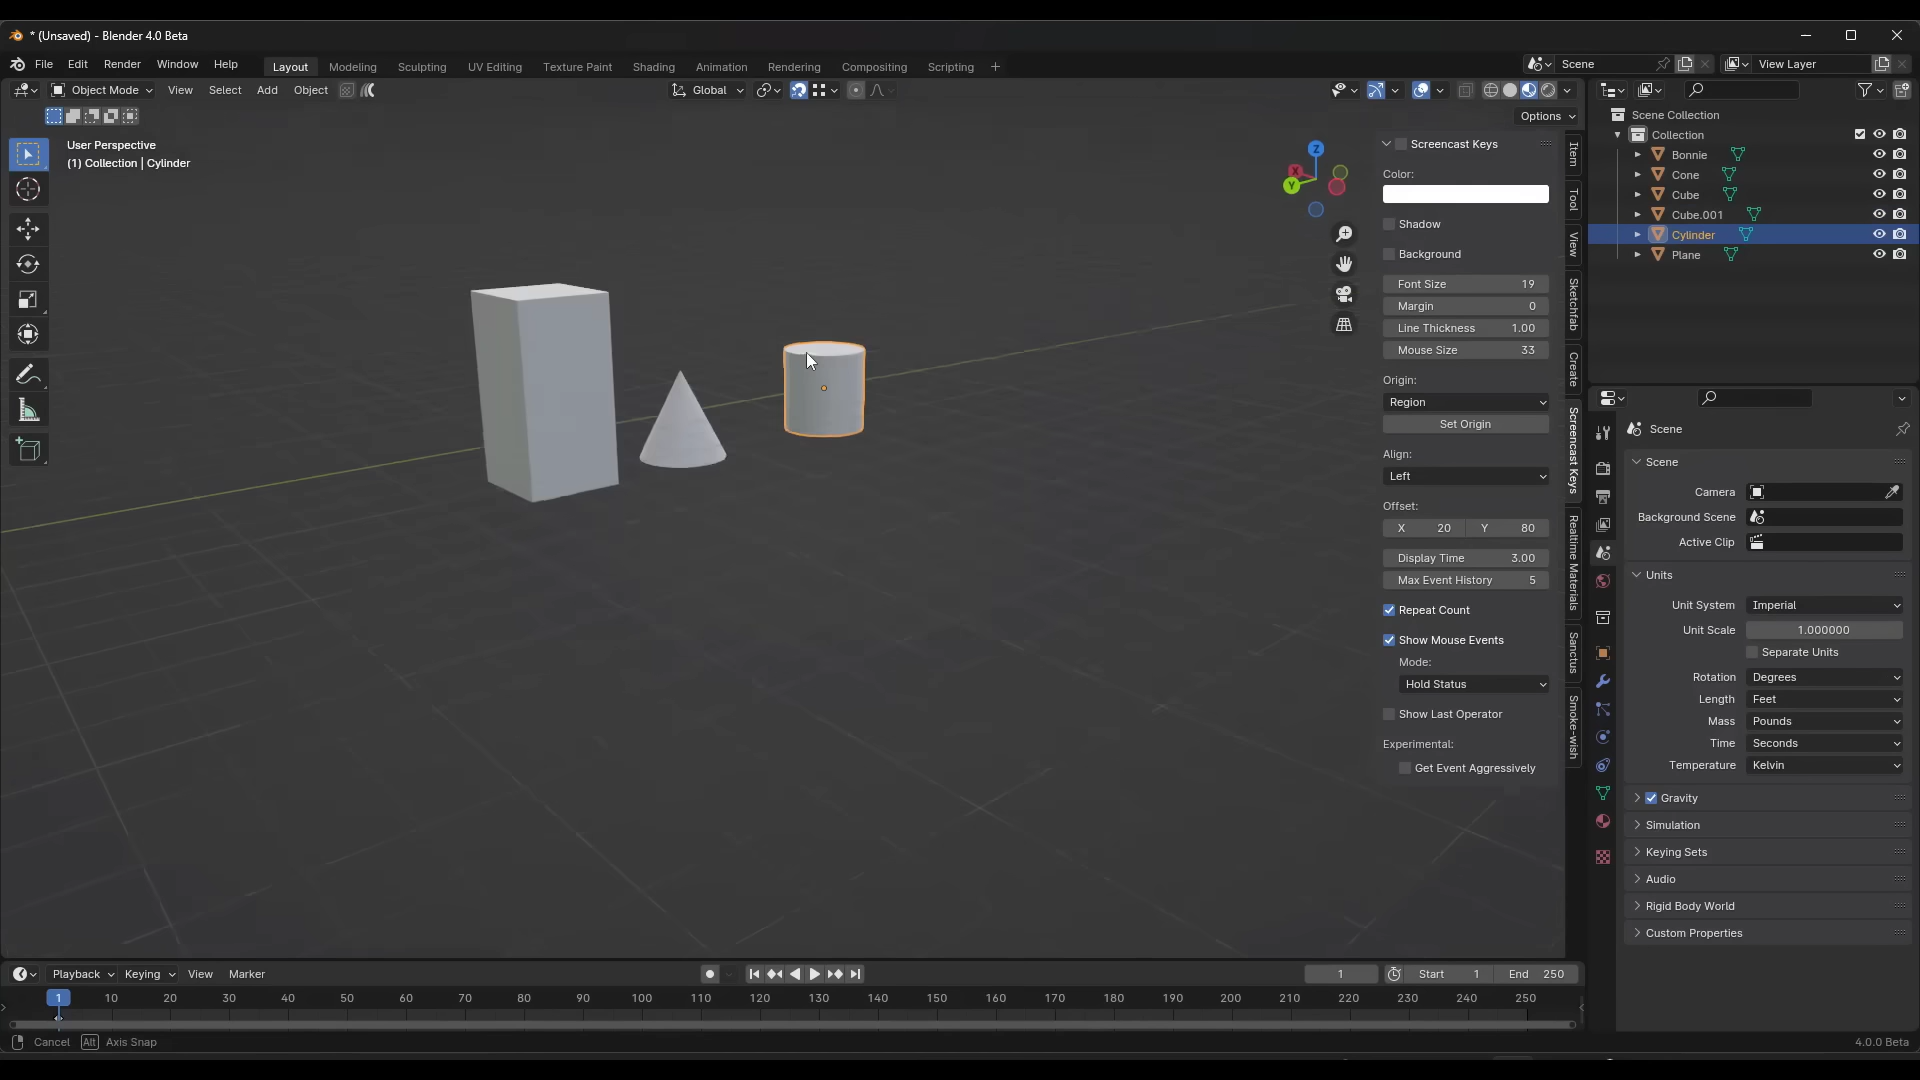 * (Unsaved) - Blender 4.0 Beta
File Edit Render Window Help Layout Modeling Sculpting UV Editing Texture Paint Shading Animation Rendering Compositing Scripting + Scene View Layer
Object Mode View Select Add Object Global
Options
User Perspective
(1) Collection | Cylinder
Z
X
Y
Screencast Keys
Color:
Shadow
Background
Font Size 19
Margin 0
Line Thickness 1.00
Mouse Size 33
Origin:
Region
Set Origin
Align:
Left
Offset:
X 20 Y 80
Display Time 3.00
Max Event History 5
Repeat Count
Show Mouse Events
Mode:
Hold Status
Show Last Operator
Experimental:
Get Event Aggressively
Item
Tool
View
Sketchfab
Create
Screencast Keys
Realtime Materials
Sanctus
Smoke-wish
Scene Collection
Collection
Bonnie
Cone
Cube
Cube.001
Cylinder
Plane
Scene
Scene
Camera
Background Scene
Active Clip
Units
Unit System Imperial
Unit Scale 1.000000
Separate Units
Rotation Degrees
Length Feet
Mass Pounds
Time Seconds
Temperature Kelvin
Gravity
Simulation
Keying Sets
Audio
Rigid Body World
Custom Properties
Playback Keying View Marker 1 Start 1 End 250
1 10 20 30 40 50 60 70 80 90 100 110 120 130 140 150 160 170 180 190 200 210 220 230 240 250
Cancel Alt Axis Snap 4.0.0 Beta